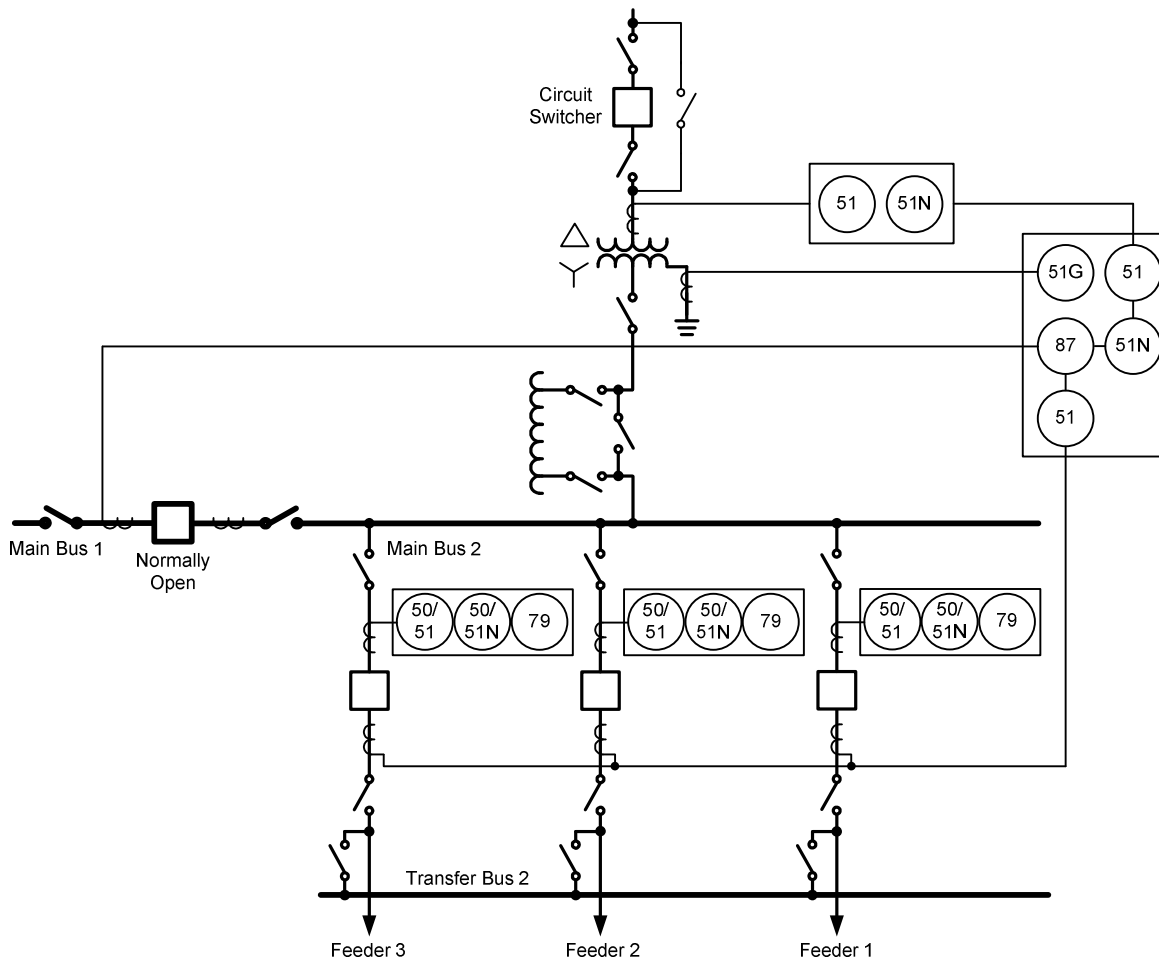 Circuit
Switcher
51
51N
51G
51
87
51N
51
Main Bus 1
Normally
Open
Main Bus 2
50/
51
50/
51N
79
50/
51
50/
51N
79
50/
51
50/
51N
79
Transfer Bus 2
Feeder 3
Feeder 2
Feeder 1